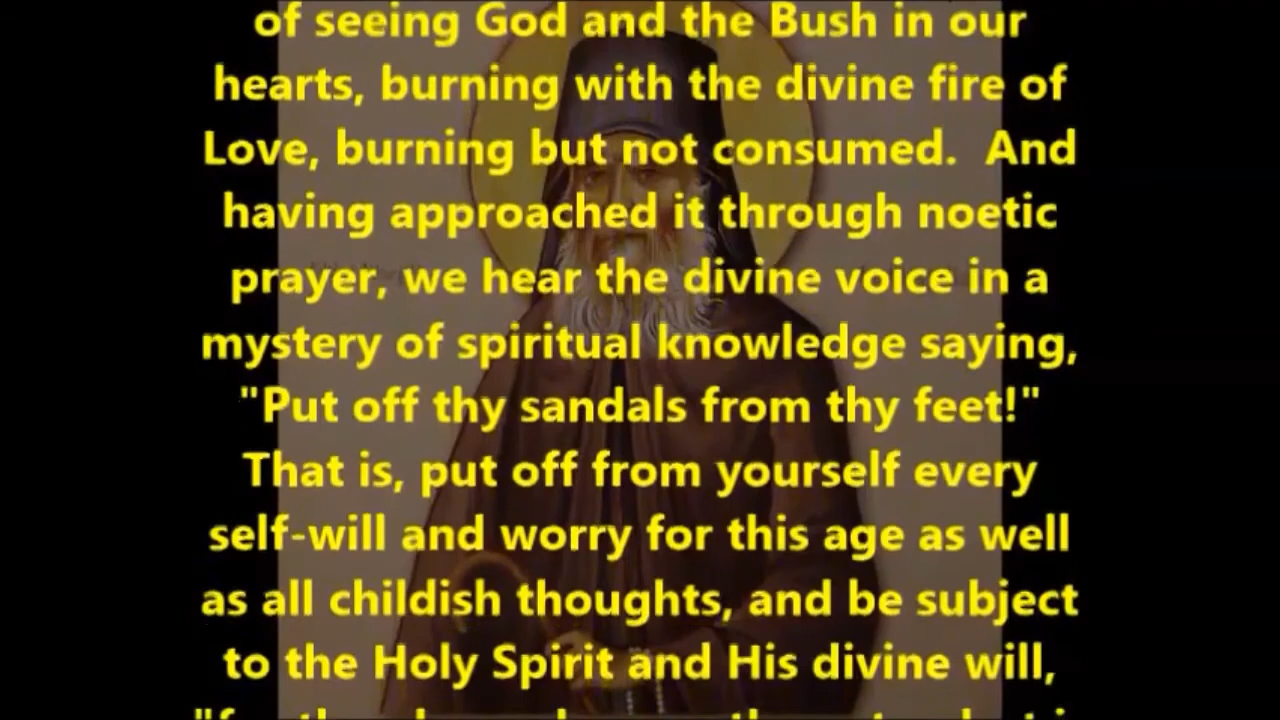 of seeing God and the Bush in our
hearts, burning with the divine fire of
Love, burning but not consumed.  And
having approached it through noetic
prayer, we hear the divine voice in a
mystery of spiritual knowledge saying,
"Put off thy sandals from thy feet!"
That is, put off from yourself every
self-will and worry for this age as well
as all childish thoughts, and be subject
to the Holy Spirit and His divine will,